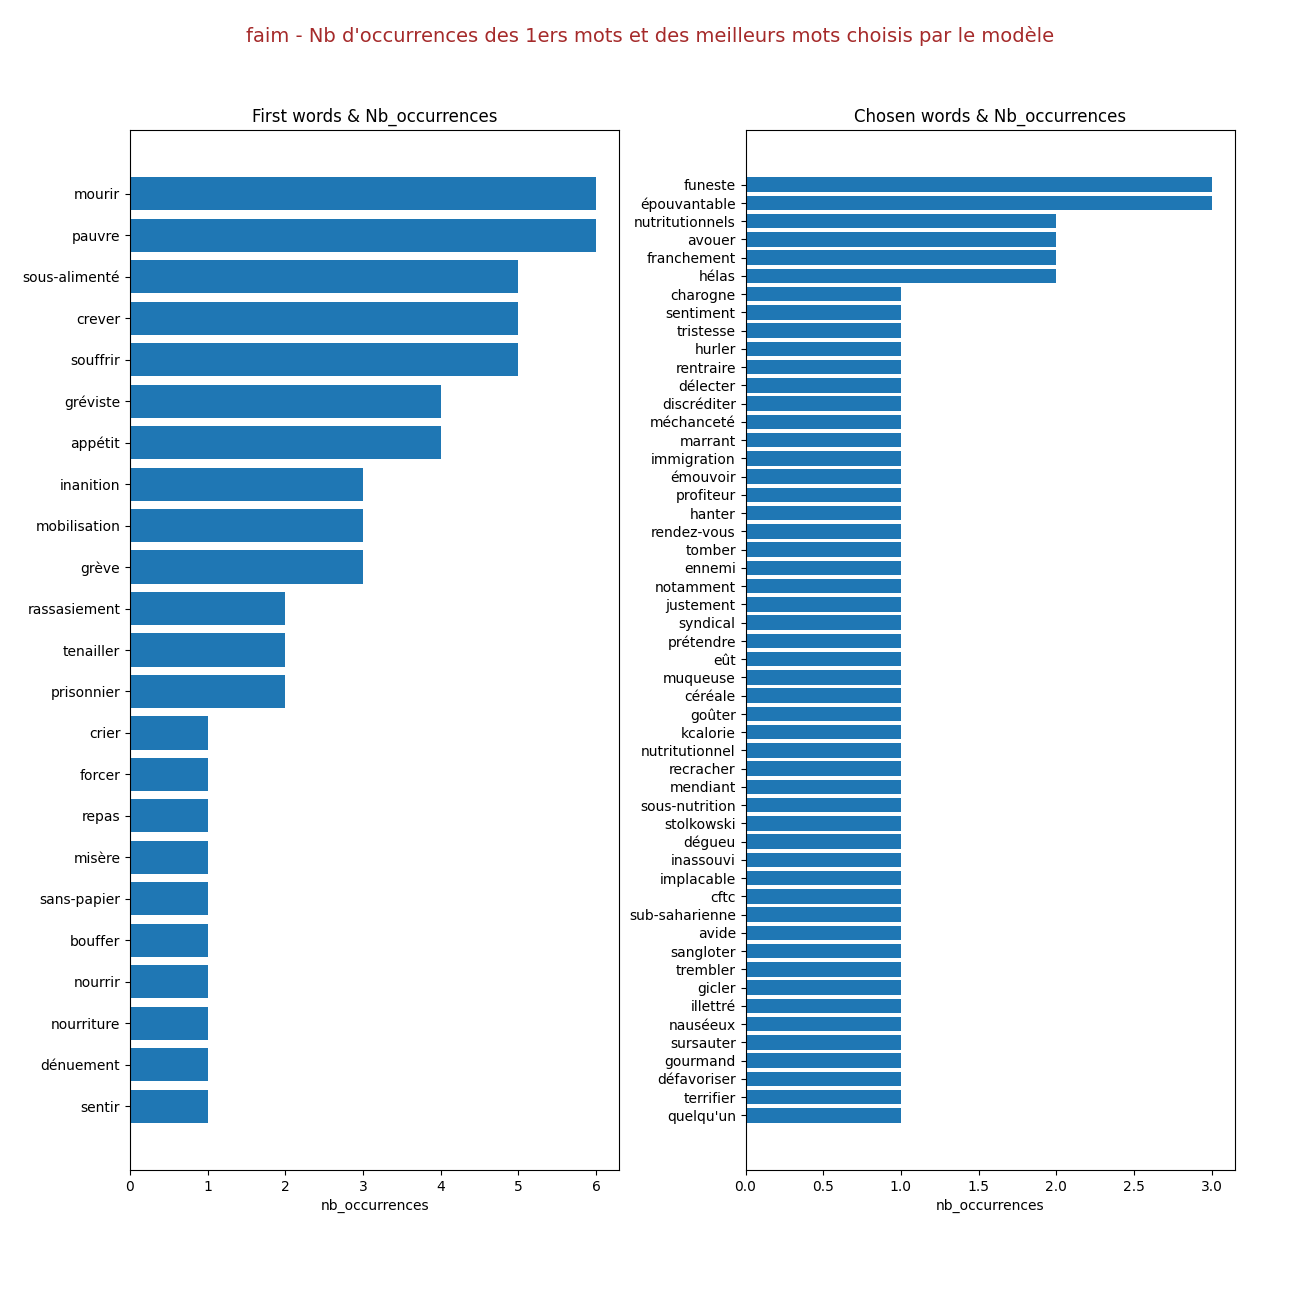 faim - Nb d'occurrences des 1ers mots et des meilleurs mots choisis par le modèle
First words & Nb_occurrences
mourir
pauvre
sous-alimenté
crever
souffrir
gréviste
appétit
inanition
mobilisation
grève
rassasiement
tenailler
prisonnier
crier
forcer
repas
misère
sans-papier
bouffer
nourrir
nourriture
dénuement
sentir
0 1 2 3 4 5 6
nb_occurrences
Chosen words & Nb_occurrences
funeste
épouvantable
nutritutionnels
avouer
franchement
hélas
charogne
sentiment
tristesse
hurler
rentraire
délecter
discréditer
méchanceté
marrant
immigration
émouvoir
profiteur
hanter
rendez-vous
tomber
ennemi
notamment
justement
syndical
prétendre
eût
muqueuse
céréale
goûter
kcalorie
nutritutionnel
recracher
mendiant
sous-nutrition
stolkowski
dégueu
inassouvi
implacable
cftc
sub-saharienne
avide
sangloter
trembler
gicler
illettré
nauséeux
sursauter
gourmand
défavoriser
terrifier
quelqu'un
0.0 0.5 1.0 1.5 2.0 2.5 3.0
nb_occurrences